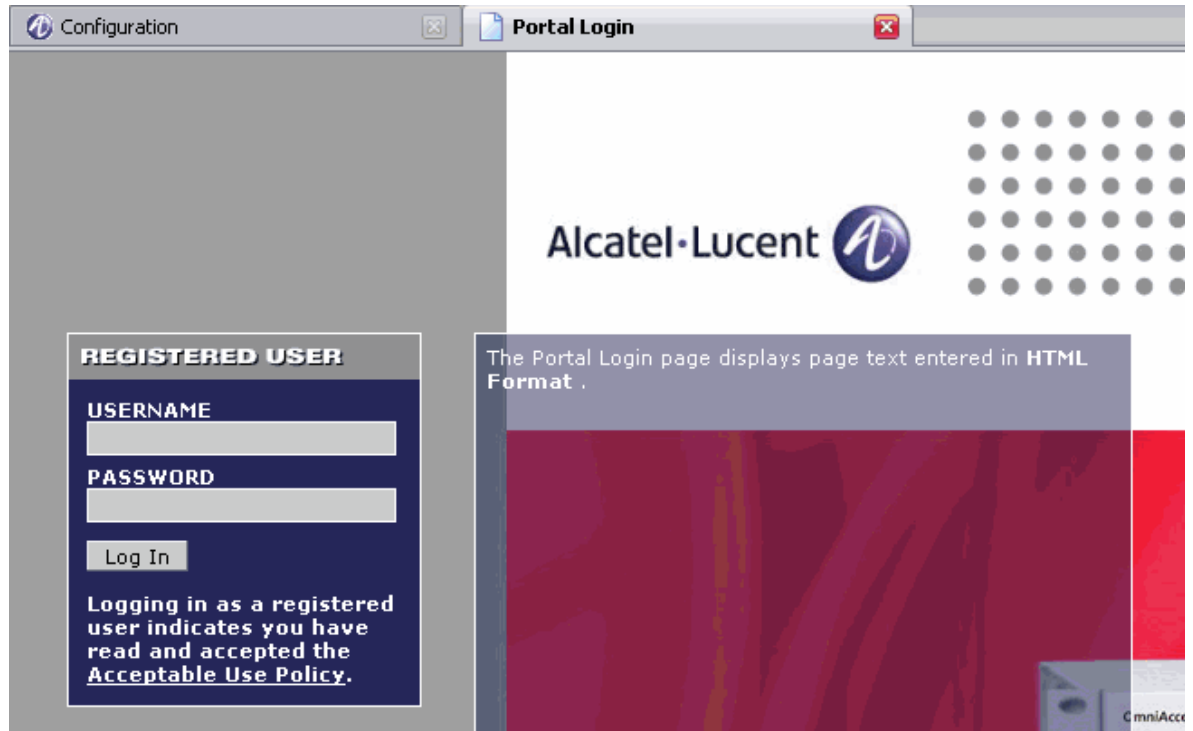 Configuration
Portal Login
Alcatel·Lucent
REGISTERED USER
USERNAME
PASSWORD
Log In
Logging in as a registered
user indicates you have
read and accepted the
Acceptable Use Policy.
The Portal Login page displays page text entered in HTML
Format .